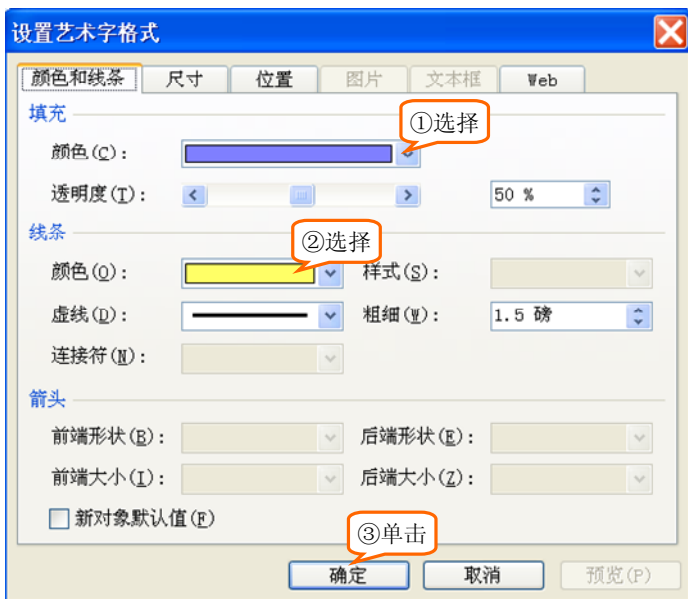 设置艺术字格式
颜色和线条 尺寸 位置 图片 文本框 Web
填充
①选择
颜色(C):
透明度(T): 50 %
线条
②选择
颜色(O): 样式(S):
虚线(D): 粗细(W): 1.5 磅
连接符(N):
箭头
前端形状(B): 后端形状(E):
前端大小(I): 后端大小(Z):
新对象默认值(F)
③单击
确定 取消 预览(P)